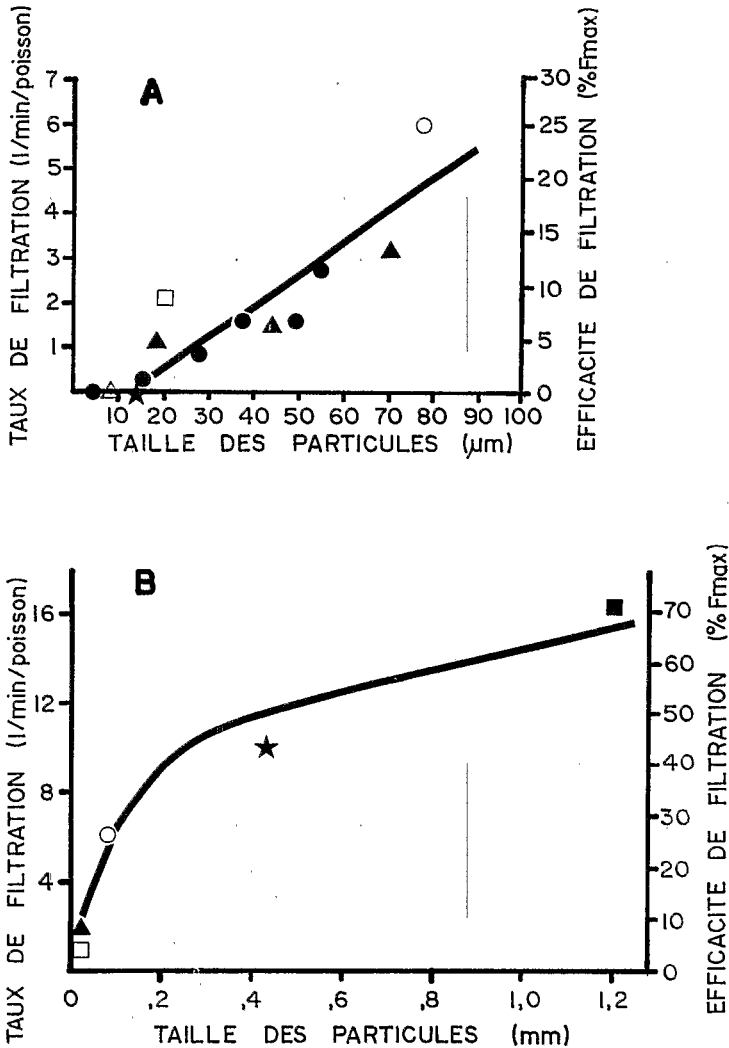 A
TAUX DE FILTRATION (l/min/poisson)
7
6
5
4
3
2
1
EFFICACITE DE FILTRATION (%Fmax)
30
25
20
15
10
5
0
10 20 30 40 50 60 70 80 90 100
TAILLE DES PARTICULES (μm)
B
TAUX DE FILTRATION (l/min/poisson)
16
12
8
4
EFFICACITE DE FILTRATION (% Fmax)
70
60
50
40
30
20
10
0
0 ,2 ,4 ,6 ,8 1,0 1,2
TAILLE DES PARTICULES (mm)